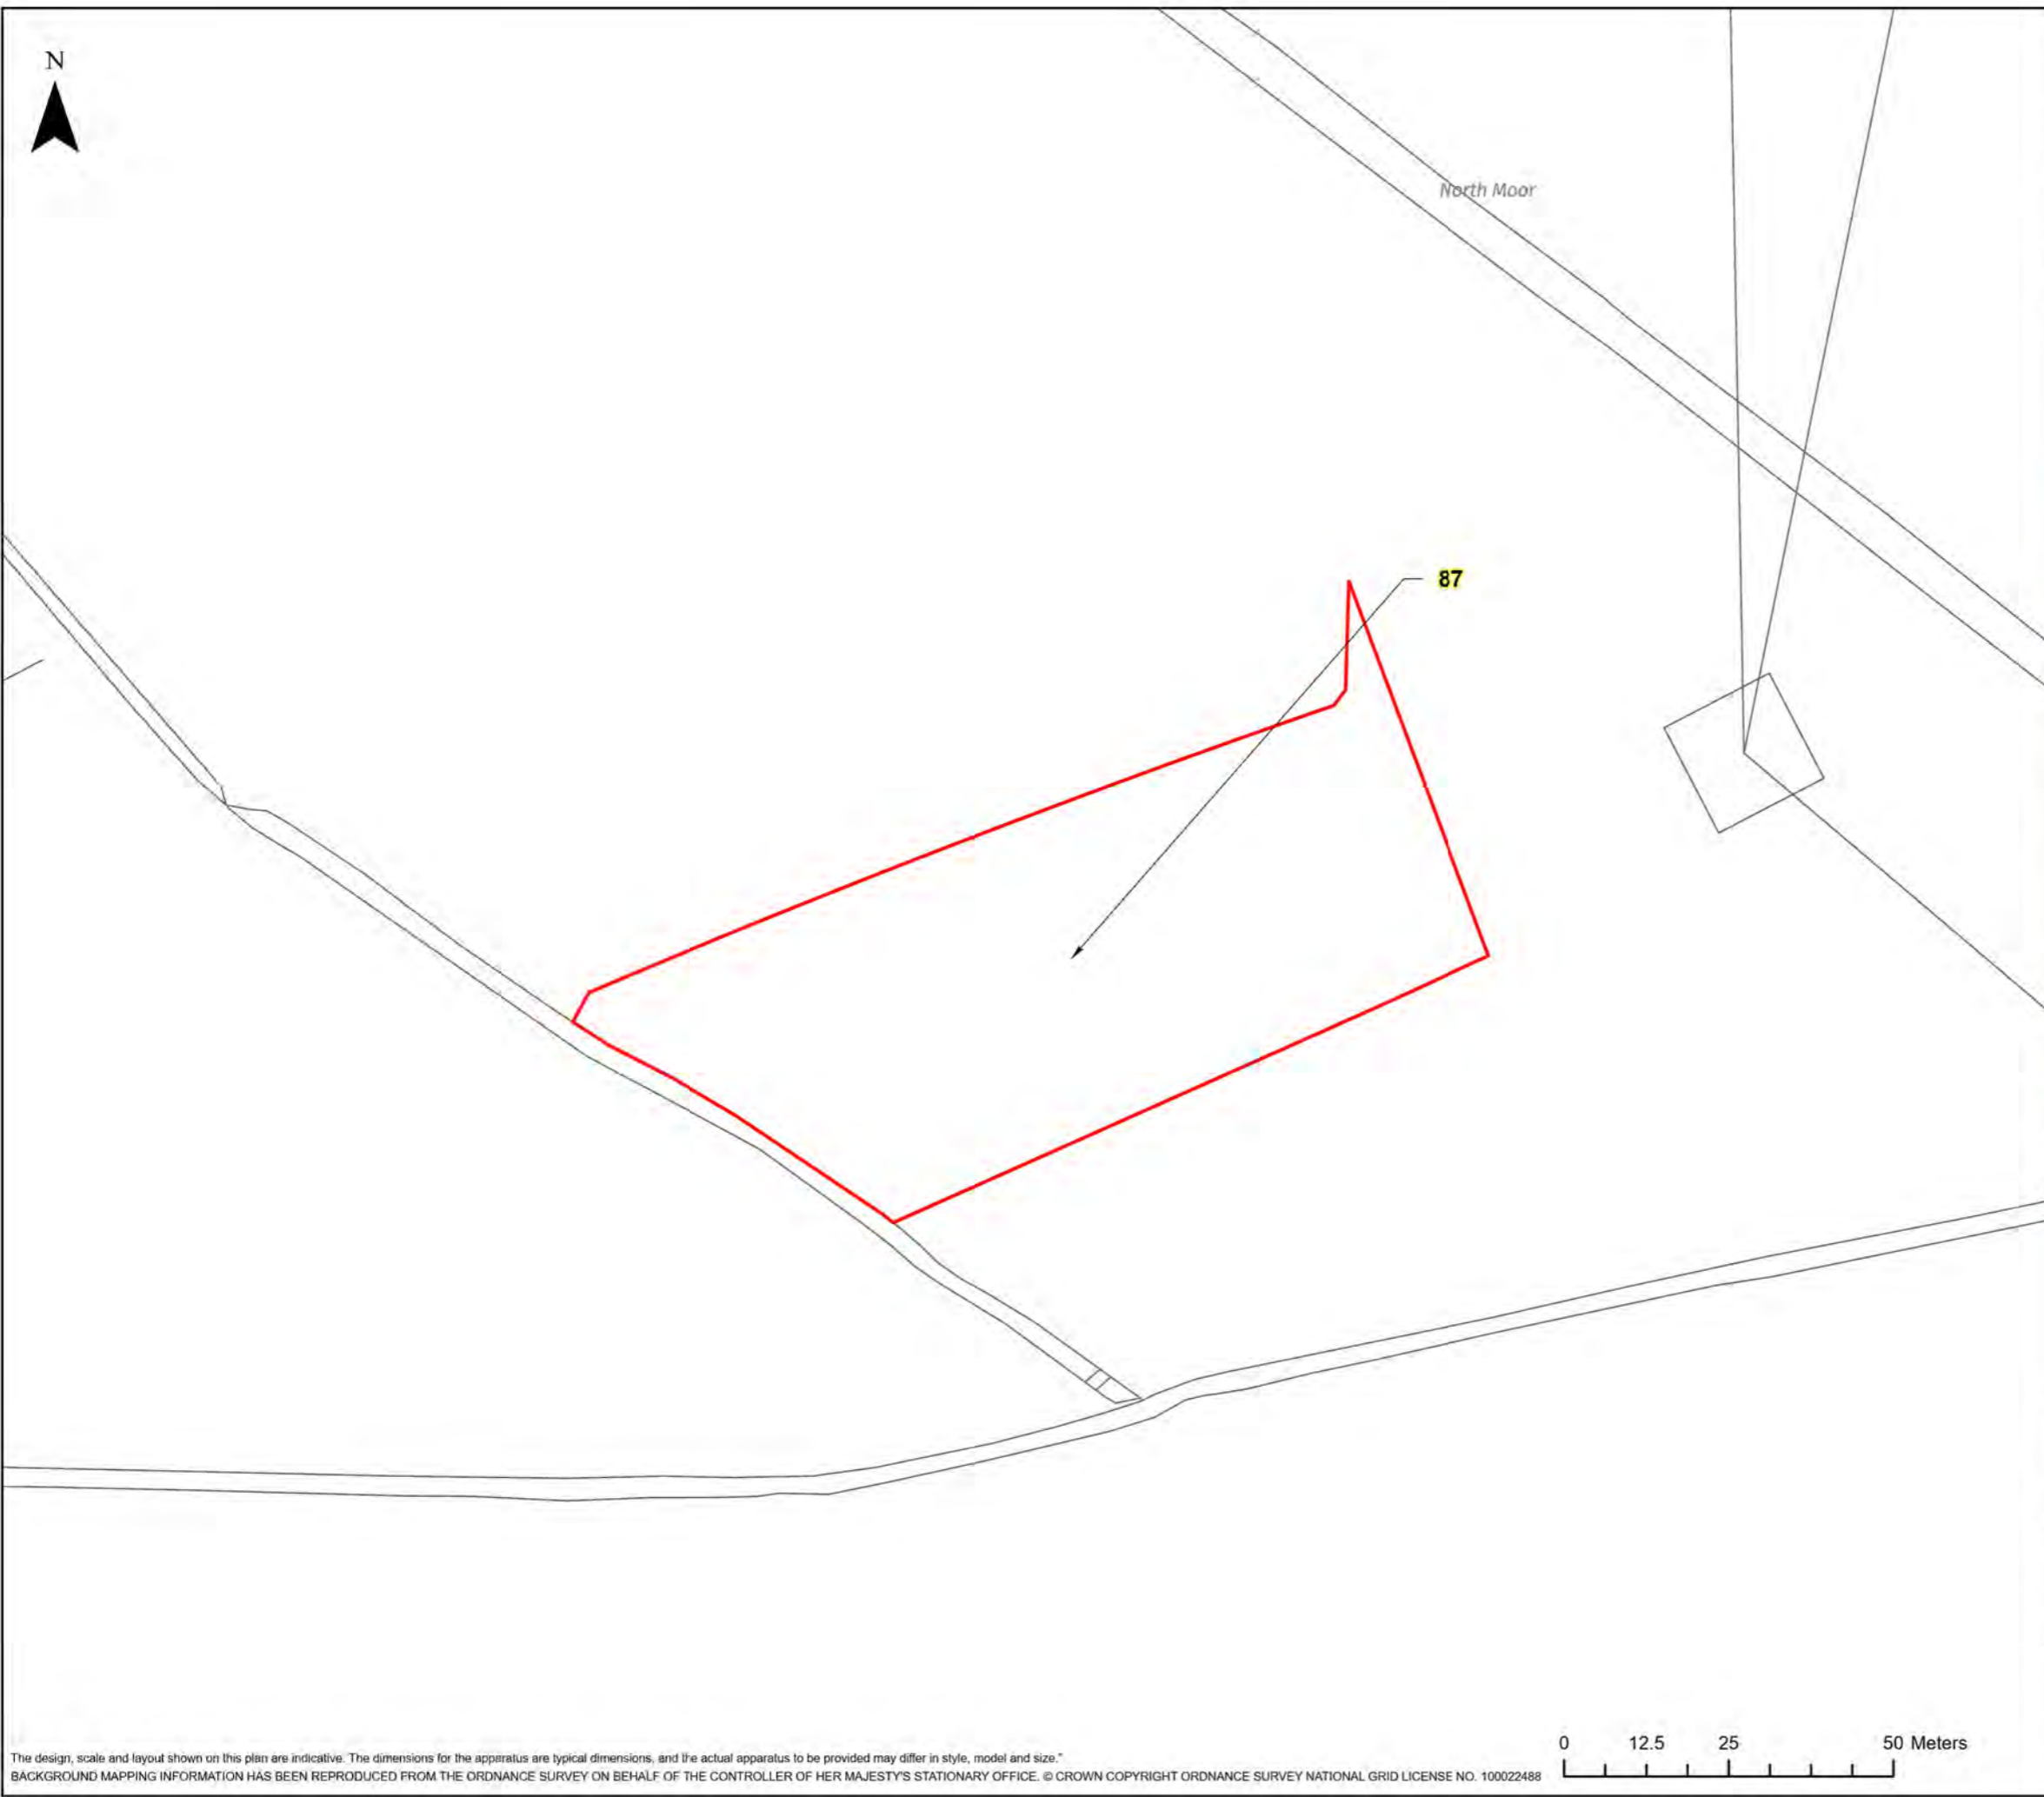 N
North Moor
87
0 12.5 25 50 Meters
The design, scale and layout shown on this plan are indicative. The dimensions for the apparatus are typical dimensions, and the actual apparatus to be provided may differ in style, model and size."
BACKGROUND MAPPING INFORMATION HAS BEEN REPRODUCED FROM THE ORDNANCE SURVEY ON BEHALF OF THE CONTROLLER OF HER MAJESTY'S STATIONARY OFFICE. © CROWN COPYRIGHT ORDNANCE SURVEY NATIONAL GRID LICENSE NO. 100022488